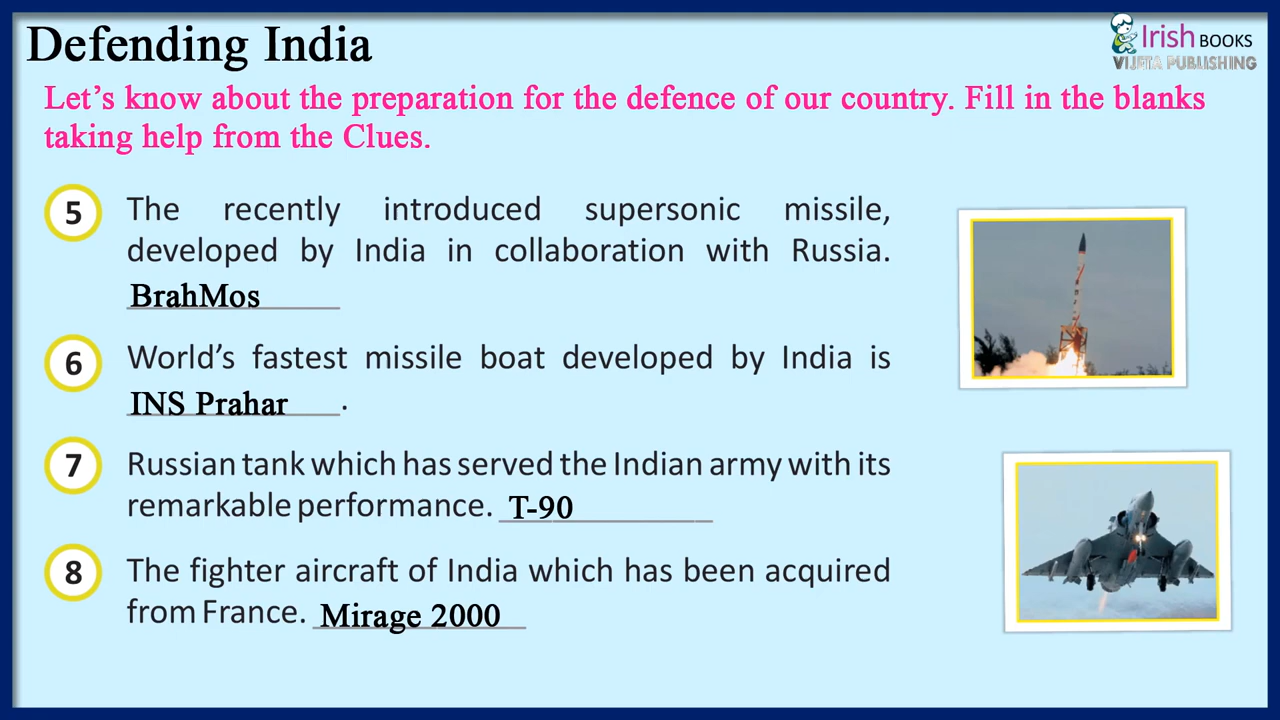 Defending India
Irish BOOKS
VIJETA PUBLISHING
Let's know about the preparation for the defence of our country. Fill in the blanks
taking help from the Clues.
5 The recently introduced supersonic missile,
developed by India in collaboration with Russia.
BrahMos
6 World's fastest missile boat developed by India is
INS Prahar .
7 Russian tank which has served the Indian army with its
remarkable performance. T-90
8 The fighter aircraft of India which has been acquired
from France. Mirage 2000